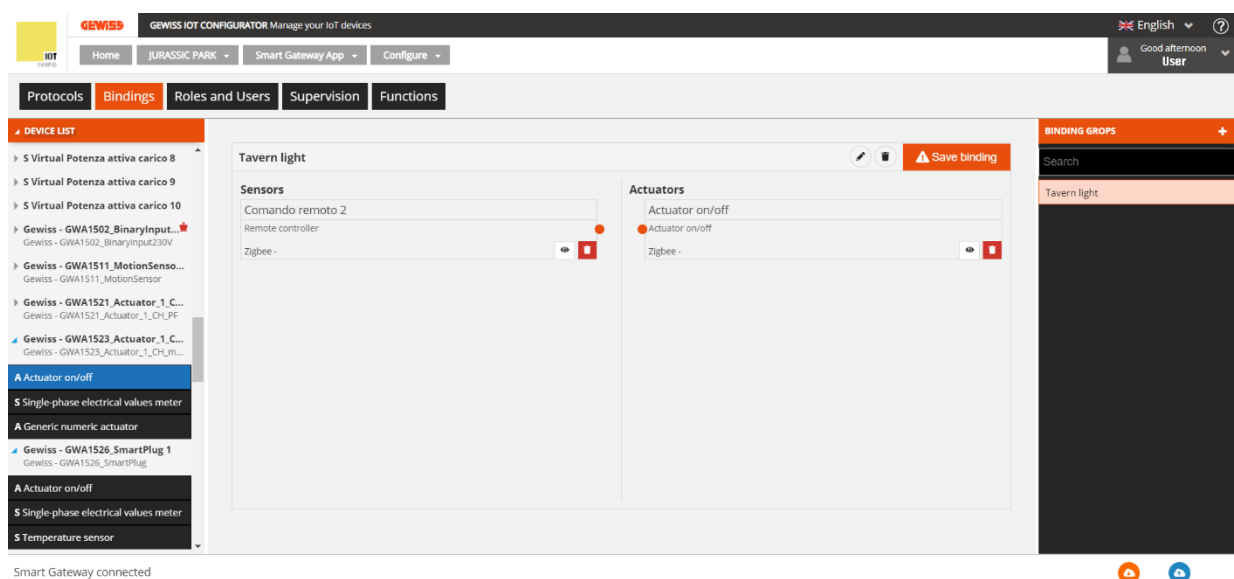 GEWISS GEWISS IOT CONFIGURATOR Manage your IoT devices English ?
IOT Home JURASSIC PARK Smart Gateway App Configure Good afternoon
User
Protocols Bindings Roles and Users Supervision Functions
DEVICE LIST
S Virtual Potenza attiva carico 8
S Virtual Potenza attiva carico 9
S Virtual Potenza attiva carico 10
Gewiss - GWA1502_BinaryInput...
Gewiss - GWA1502_BinaryInput230V
Gewiss - GWA1511_MotionSenso...
Gewiss - GWA1511_MotionSensor
Gewiss - GWA1521_Actuator_1_C...
Gewiss - GWA1521_Actuator_1_CH_PF
Gewiss - GWA1523_Actuator_1_C...
Gewiss - GWA1523_Actuator_1_CH_m...
A Actuator on/off
S Single-phase electrical values meter
A Generic numeric actuator
Gewiss - GWA1526_SmartPlug 1
Gewiss - GWA1526_SmartPlug
A Actuator on/off
S Single-phase electrical values meter
S Temperature sensor
Tavern light Save binding
Sensors
Comando remoto 2
Remote controller
Zigbee -
Actuators
Actuator on/off
Actuator on/off
Zigbee -
BINDING GROPS +
Search
Tavern light
Smart Gateway connected